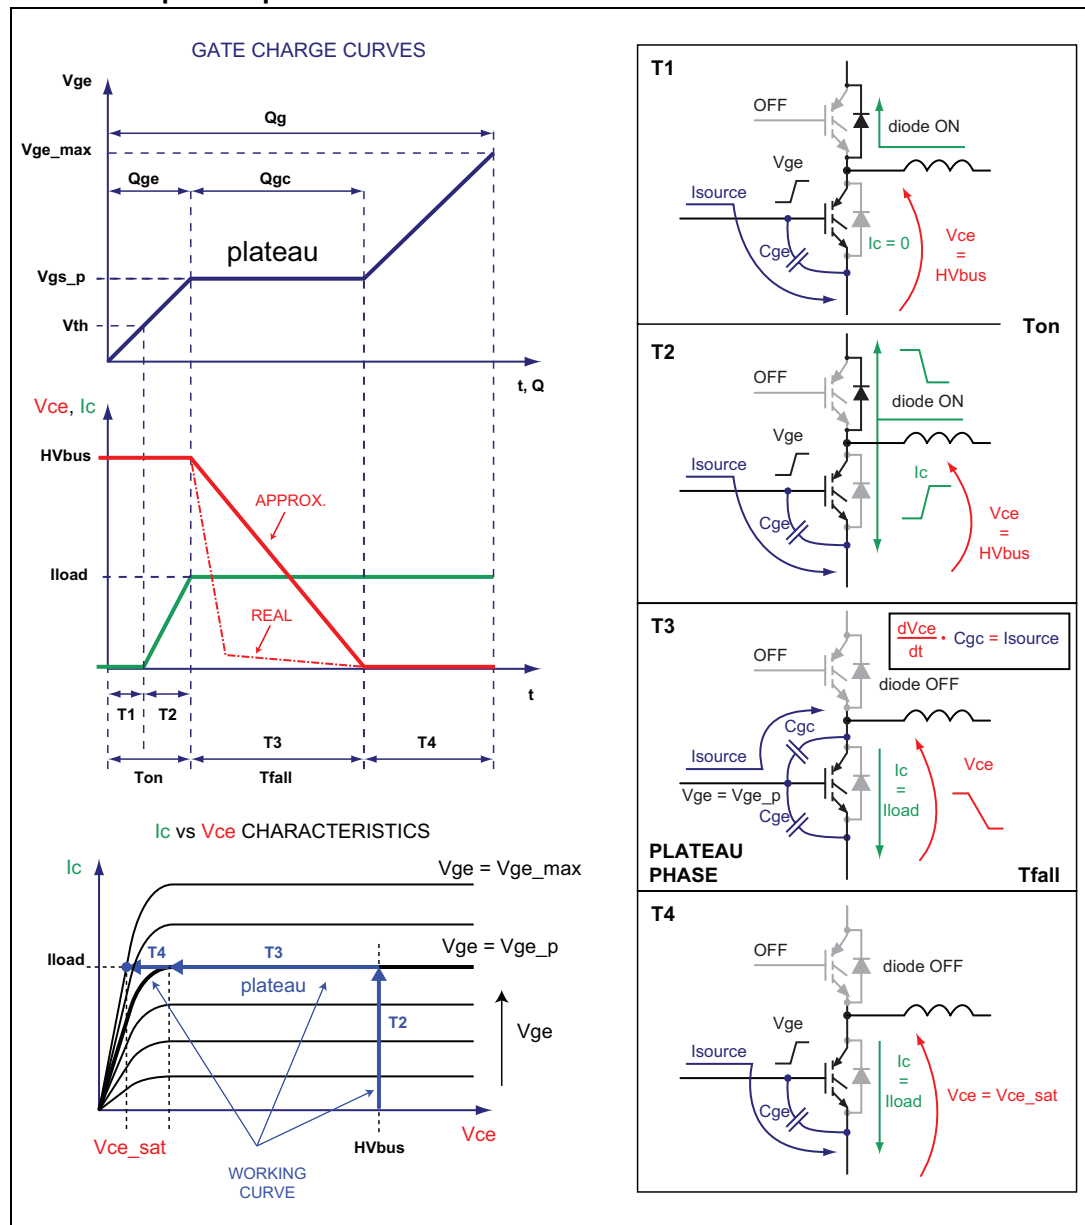 GATE CHARGE CURVES
Vge
Qg
Vge_max
Qge
Qgc
plateau
Vgs_p
Vth
t, Q
Vce, Ic
HVbus
APPROX.
Iload
REAL
t
T1
T2
T3
T4
Ton
Tfall
Ic vs Vce CHARACTERISTICS
Ic
Vge = Vge_max
Vge = Vge_p
Iload
T4
T3
plateau
T2
Vge
Vce_sat
HVbus
Vce
WORKING
CURVE
T1
OFF
diode ON
Vge
Isource
Cge
Ic = 0
Vce
=
HVbus
Ton
T2
OFF
diode ON
Vge
Isource
Ic
Cge
Vce
=
HVbus
T3
dVce
dt
• Cgc = Isource
OFF
diode OFF
Cgc
Isource
Vge = Vge_p
Cge
Ic
=
Iload
Vce
PLATEAU
PHASE
Tfall
T4
OFF
diode OFF
Vge
Isource
Cge
Ic
=
Iload
Vce = Vce_sat